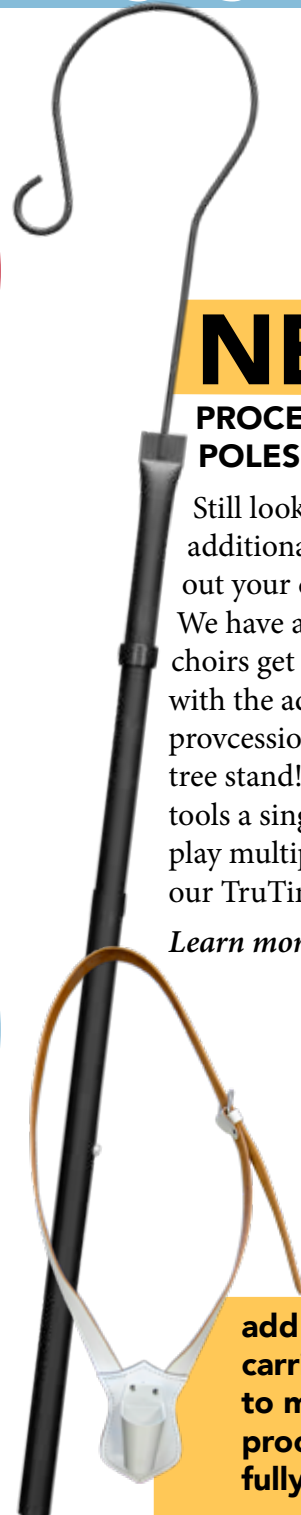 NE
PROCE
POLES
Still look
additiona
out your
We have a
choirs get
with the ad
provcession
tree stand!
tools a sing
play multip
our TruTin
Learn mor
add
carr
to m
proc
fully